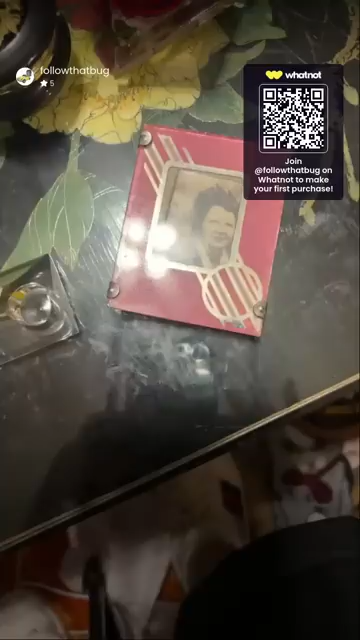 followthatbug
★ 5
whatnot
Join
@followthatbug on
Whatnot to make
your first purchase!